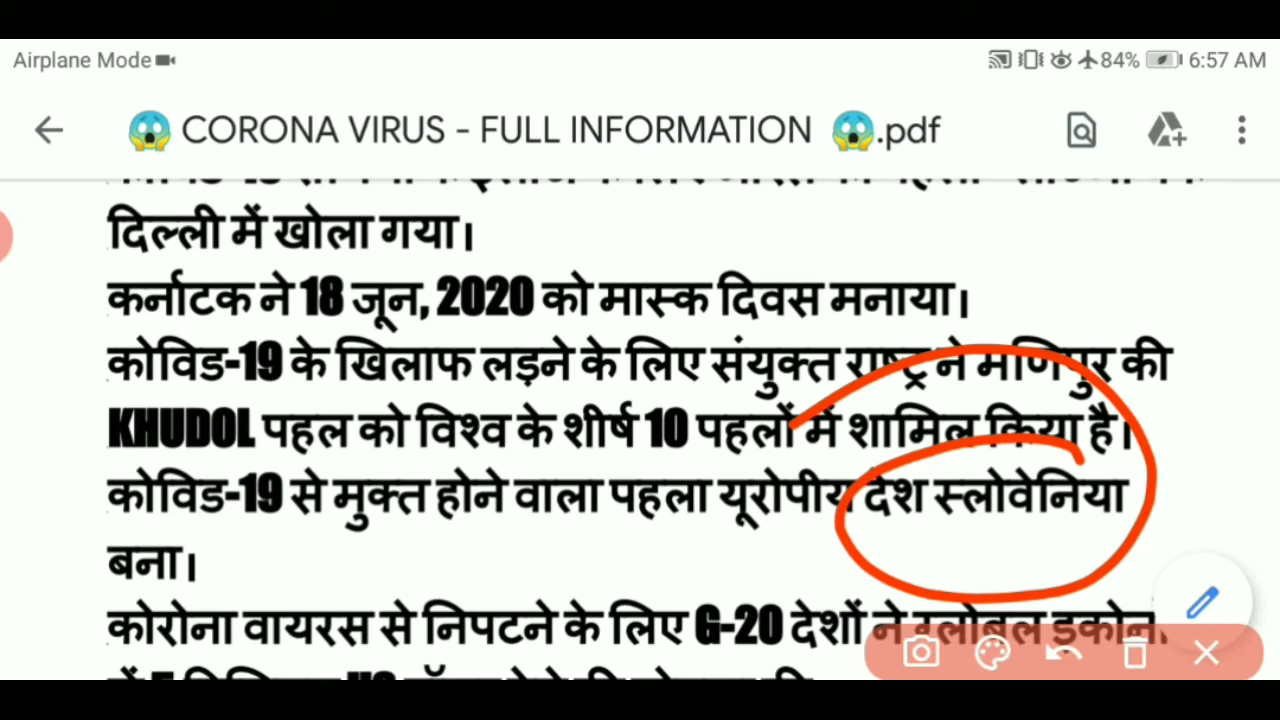 Airplane Mode
84% 6:57 AM
😱 CORONA VIRUS - FULL INFORMATION 😱.pdf
दिल्ली में खोला गया।
कर्नाटक ने 18 जून, 2020 को मास्क दिवस मनाया।
कोविड-19 के खिलाफ लड़ने के लिए संयुक्त राष्ट्र ने मणिपुर की
KHUDOL पहल को विश्व के शीर्ष 10 पहलों में शामिल किया है।
कोविड-19 से मुक्त होने वाला पहला यूरोपीय देश स्लोवेनिया
बना।
कोरोना वायरस से निपटने के लिए G-20 देशों ने ग्लोबल